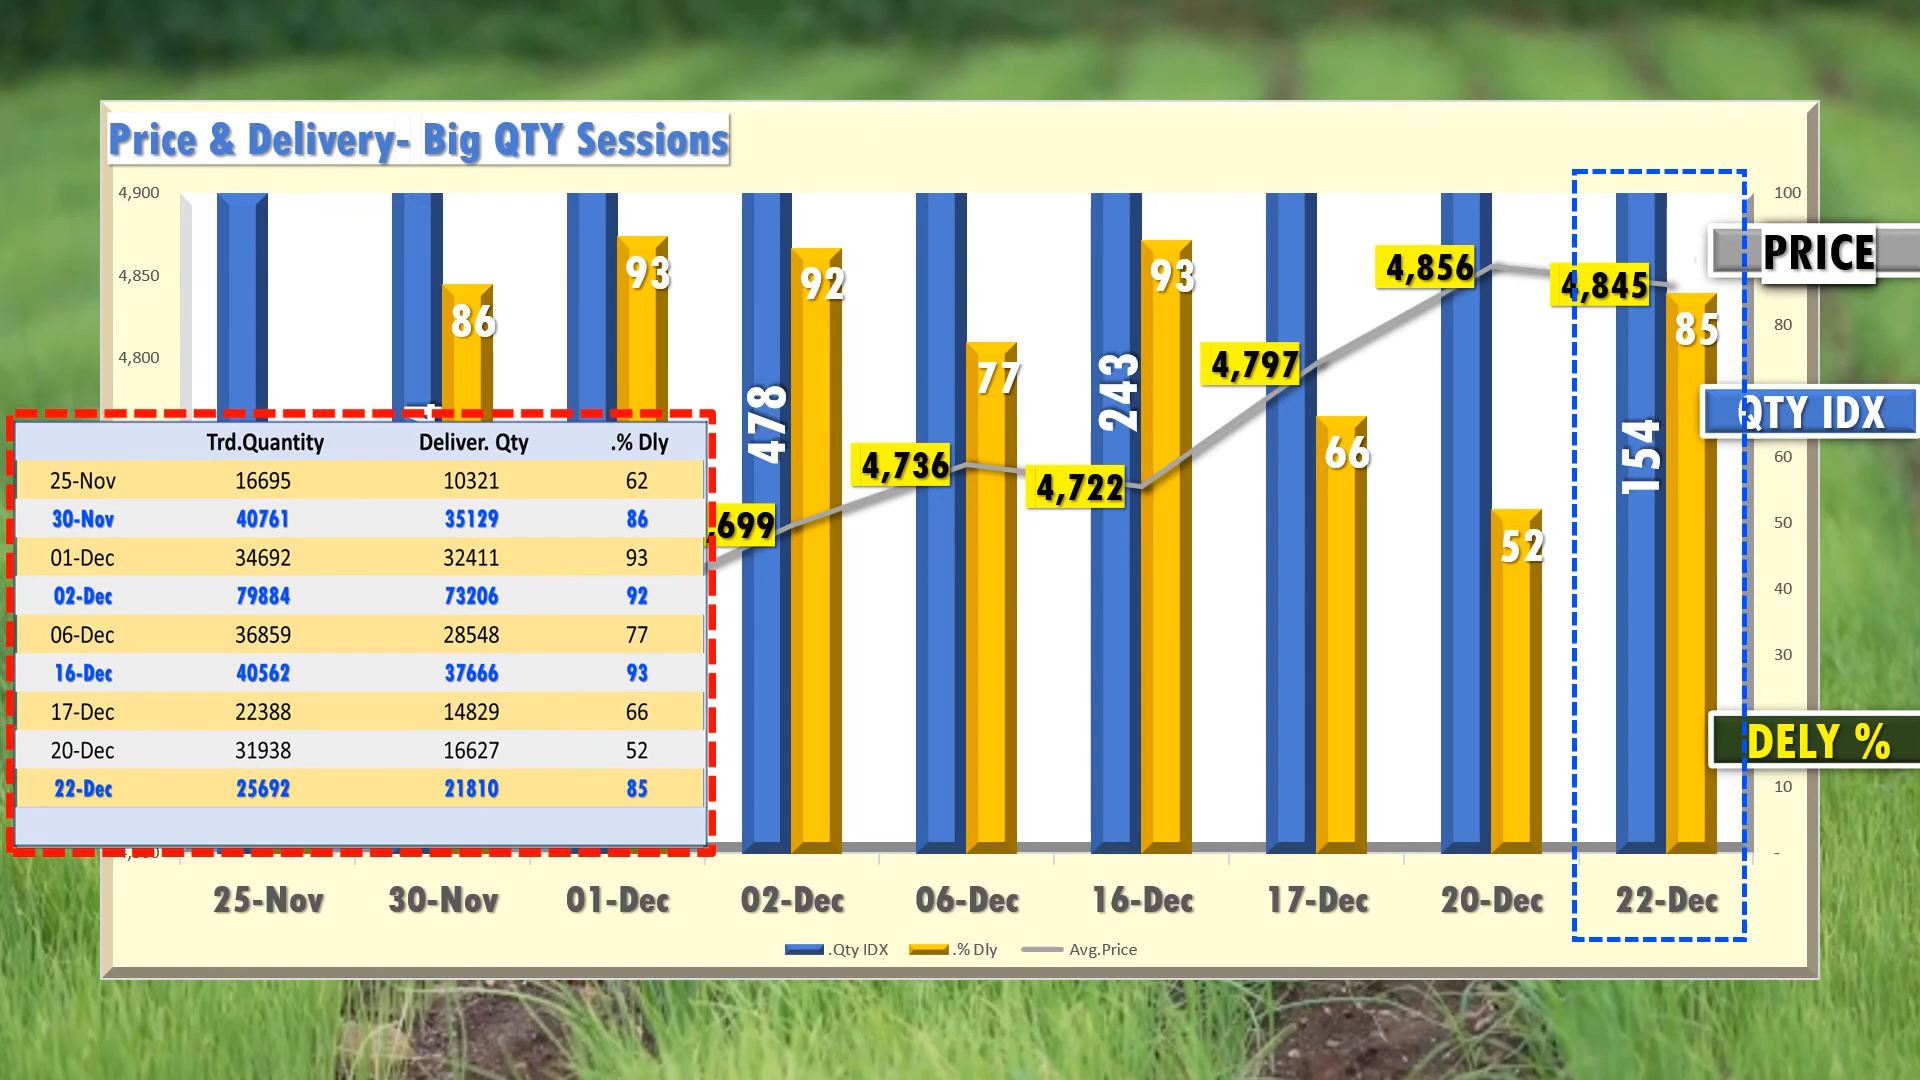 Price & Delivery- Big QTY Sessions
4,900
4,850
4,800
100
80
60
50
40
30
10
-
86
93
92
77
93
66
52
85
478
243
154
,699
4,736
4,722
4,797
4,856
4,845
PRICE
QTY IDX
DELY %
Trd.Quantity Deliver. Qty .% Dly
25-Nov 16695 10321 62
30-Nov 40761 35129 86
01-Dec 34692 32411 93
02-Dec 79884 73206 92
06-Dec 36859 28548 77
16-Dec 40562 37666 93
17-Dec 22388 14829 66
20-Dec 31938 16627 52
22-Dec 25692 21810 85
25-Nov 30-Nov 01-Dec 02-Dec 06-Dec 16-Dec 17-Dec 20-Dec 22-Dec
.Qty IDX .% Dly Avg.Price